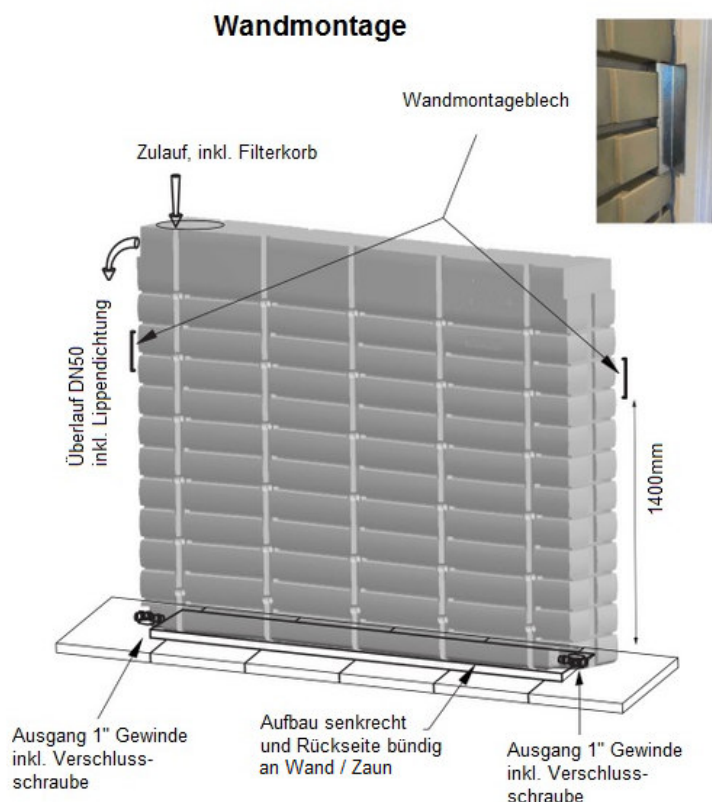 Wandmontage
Wandmontageblech
Zulauf, inkl. Filterkorb
Überlauf DN50
inkl. Lippendichtung
1400mm
Ausgang 1" Gewinde
inkl. Verschluss-
schraube
Aufbau senkrecht
und Rückseite bündig
an Wand / Zaun
Ausgang 1" Gewinde
inkl. Verschluss-
schraube